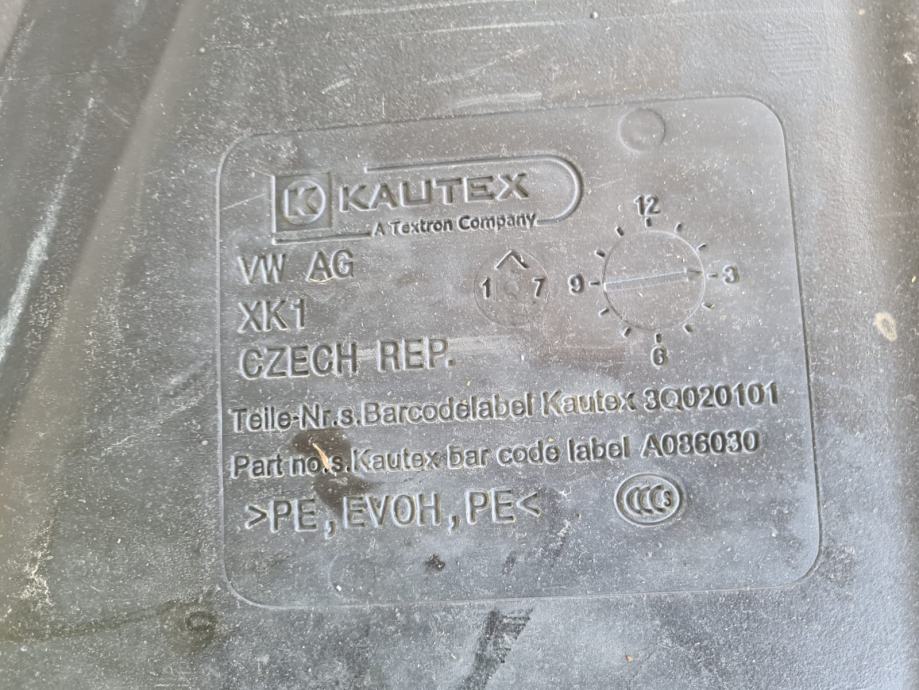 K KAUTEX
A Textron Company
VW AG
XK1
CZECH REP.
1 7
12
9 3
6
Teile-Nr.s.Barcodelabel Kautex 3Q020101
Part no.s.Kautex bar code label A086030
>PE,EVOH,PE<
CCC S